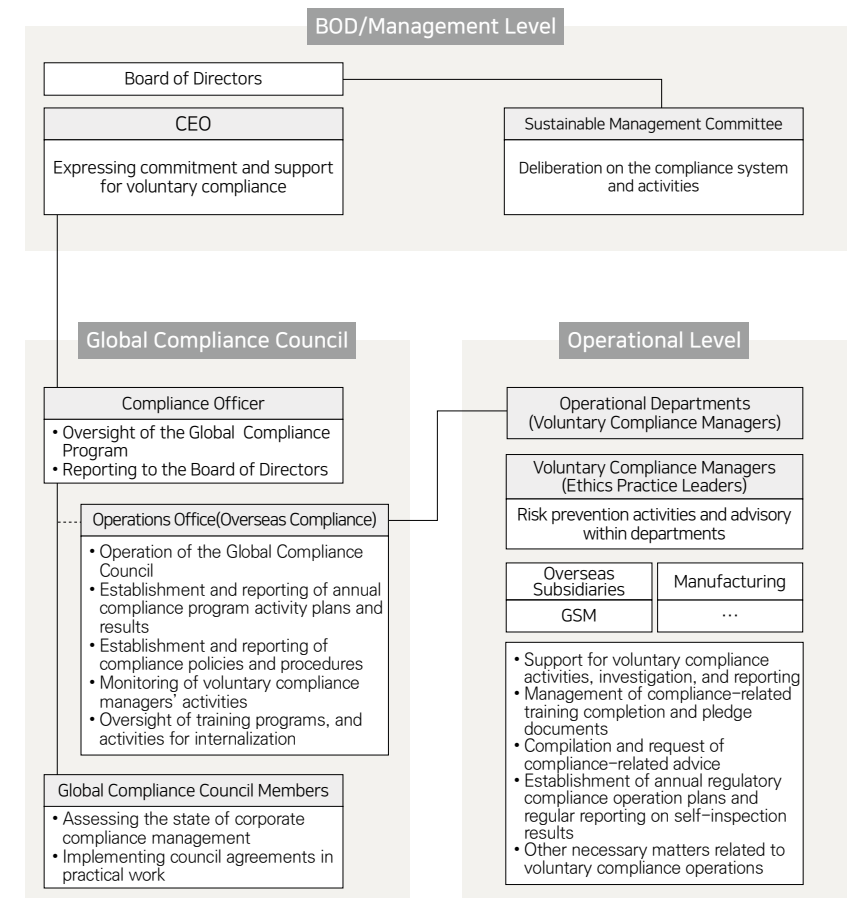 BOD/Management Level
Board of Directors
CEO
Expressing commitment and support
for voluntary compliance
Sustainable Management Committee
Deliberation on the compliance system
and activities
Global Compliance Council
Compliance Officer
• Oversight of the Global Compliance
Program
• Reporting to the Board of Directors
Operations Office(Overseas Compliance)
• Operation of the Global Compliance
Council
• Establishment and reporting of annual
compliance program activity plans and
results
• Establishment and reporting of
compliance policies and procedures
• Monitoring of voluntary compliance
managers' activities
• Oversight of training programs, and
activities for internalization
Global Compliance Council Members
• Assessing the state of corporate
compliance management
• Implementing council agreements in
practical work
Operational Level
Operational Departments
(Voluntary Compliance Managers)
Voluntary Compliance Managers
(Ethics Practice Leaders)
Risk prevention activities and advisory
within departments
Overseas
Subsidiaries
Manufacturing
GSM
…
• Support for voluntary compliance
activities, investigation, and reporting
• Management of compliance-related
training completion and pledge
documents
• Compilation and request of
compliance-related advice
• Establishment of annual regulatory
compliance operation plans and
regular reporting on self-inspection
results
• Other necessary matters related to
voluntary compliance operations